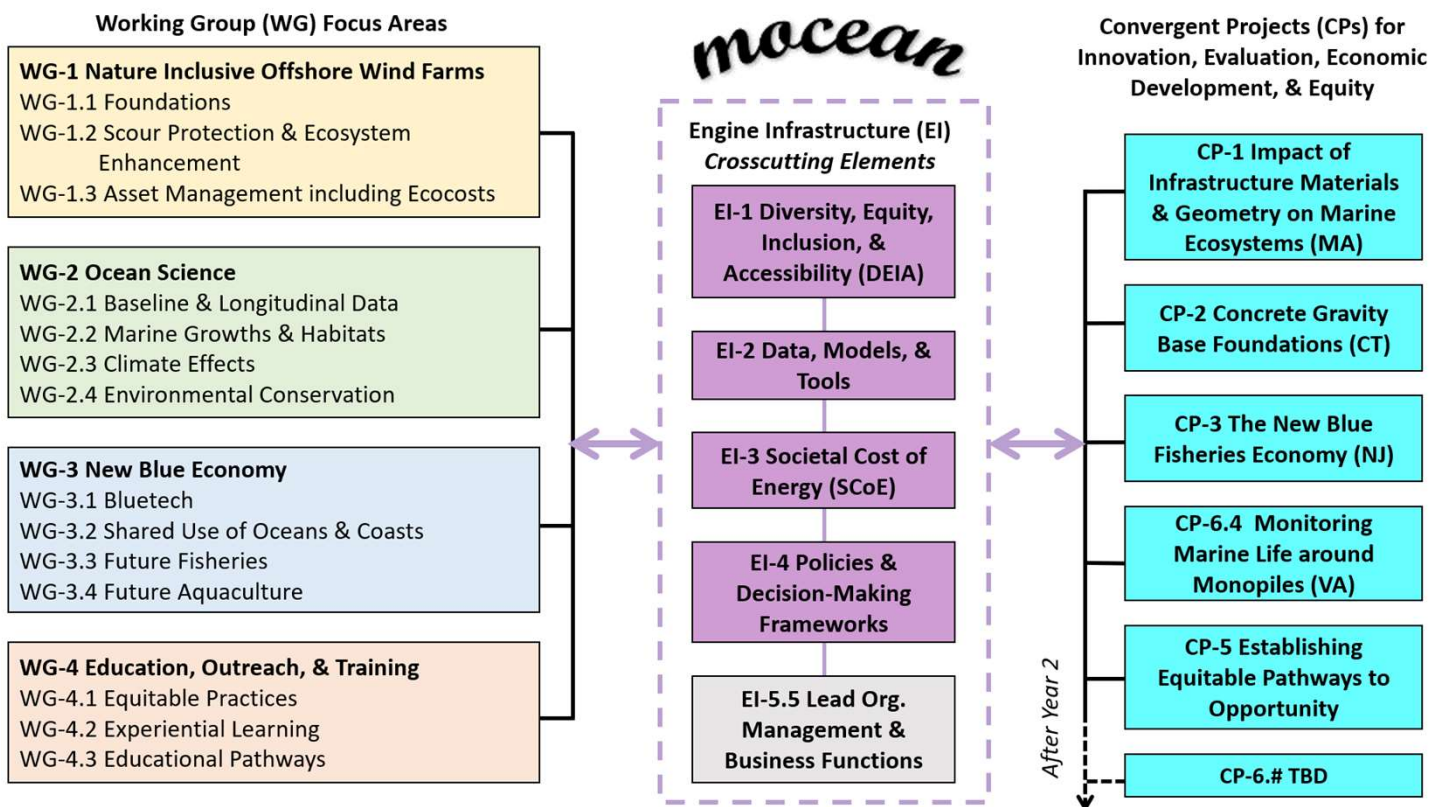 Working Group (WG) Focus Areas
WG-1 Nature Inclusive Offshore Wind Farms
WG-1.1 Foundations
WG-1.2 Scour Protection & Ecosystem
Enhancement
WG-1.3 Asset Management including Ecocosts
WG-2 Ocean Science
WG-2.1 Baseline & Longitudinal Data
WG-2.2 Marine Growths & Habitats
WG-2.3 Climate Effects
WG-2.4 Environmental Conservation
WG-3 New Blue Economy
WG-3.1 Bluetech
WG-3.2 Shared Use of Oceans & Coasts
WG-3.3 Future Fisheries
WG-3.4 Future Aquaculture
WG-4 Education, Outreach, & Training
WG-4.1 Equitable Practices
WG-4.2 Experiential Learning
WG-4.3 Educational Pathways
mocean
Engine Infrastructure (EI)
Crosscutting Elements
EI-1 Diversity, Equity,
Inclusion, &
Accessibility (DEIA)
EI-2 Data, Models, &
Tools
EI-3 Societal Cost of
Energy (SCoE)
EI-4 Policies &
Decision-Making
Frameworks
EI-5.5 Lead Org.
Management &
Business Functions
Convergent Projects (CPs) for
Innovation, Evaluation, Economic
Development, & Equity
CP-1 Impact of
Infrastructure Materials
& Geometry on Marine
Ecosystems (MA)
CP-2 Concrete Gravity
Base Foundations (CT)
CP-3 The New Blue
Fisheries Economy (NJ)
CP-6.4 Monitoring
Marine Life around
Monopiles (VA)
CP-5 Establishing
Equitable Pathways to
Opportunity
After Year 2
CP-6.# TBD